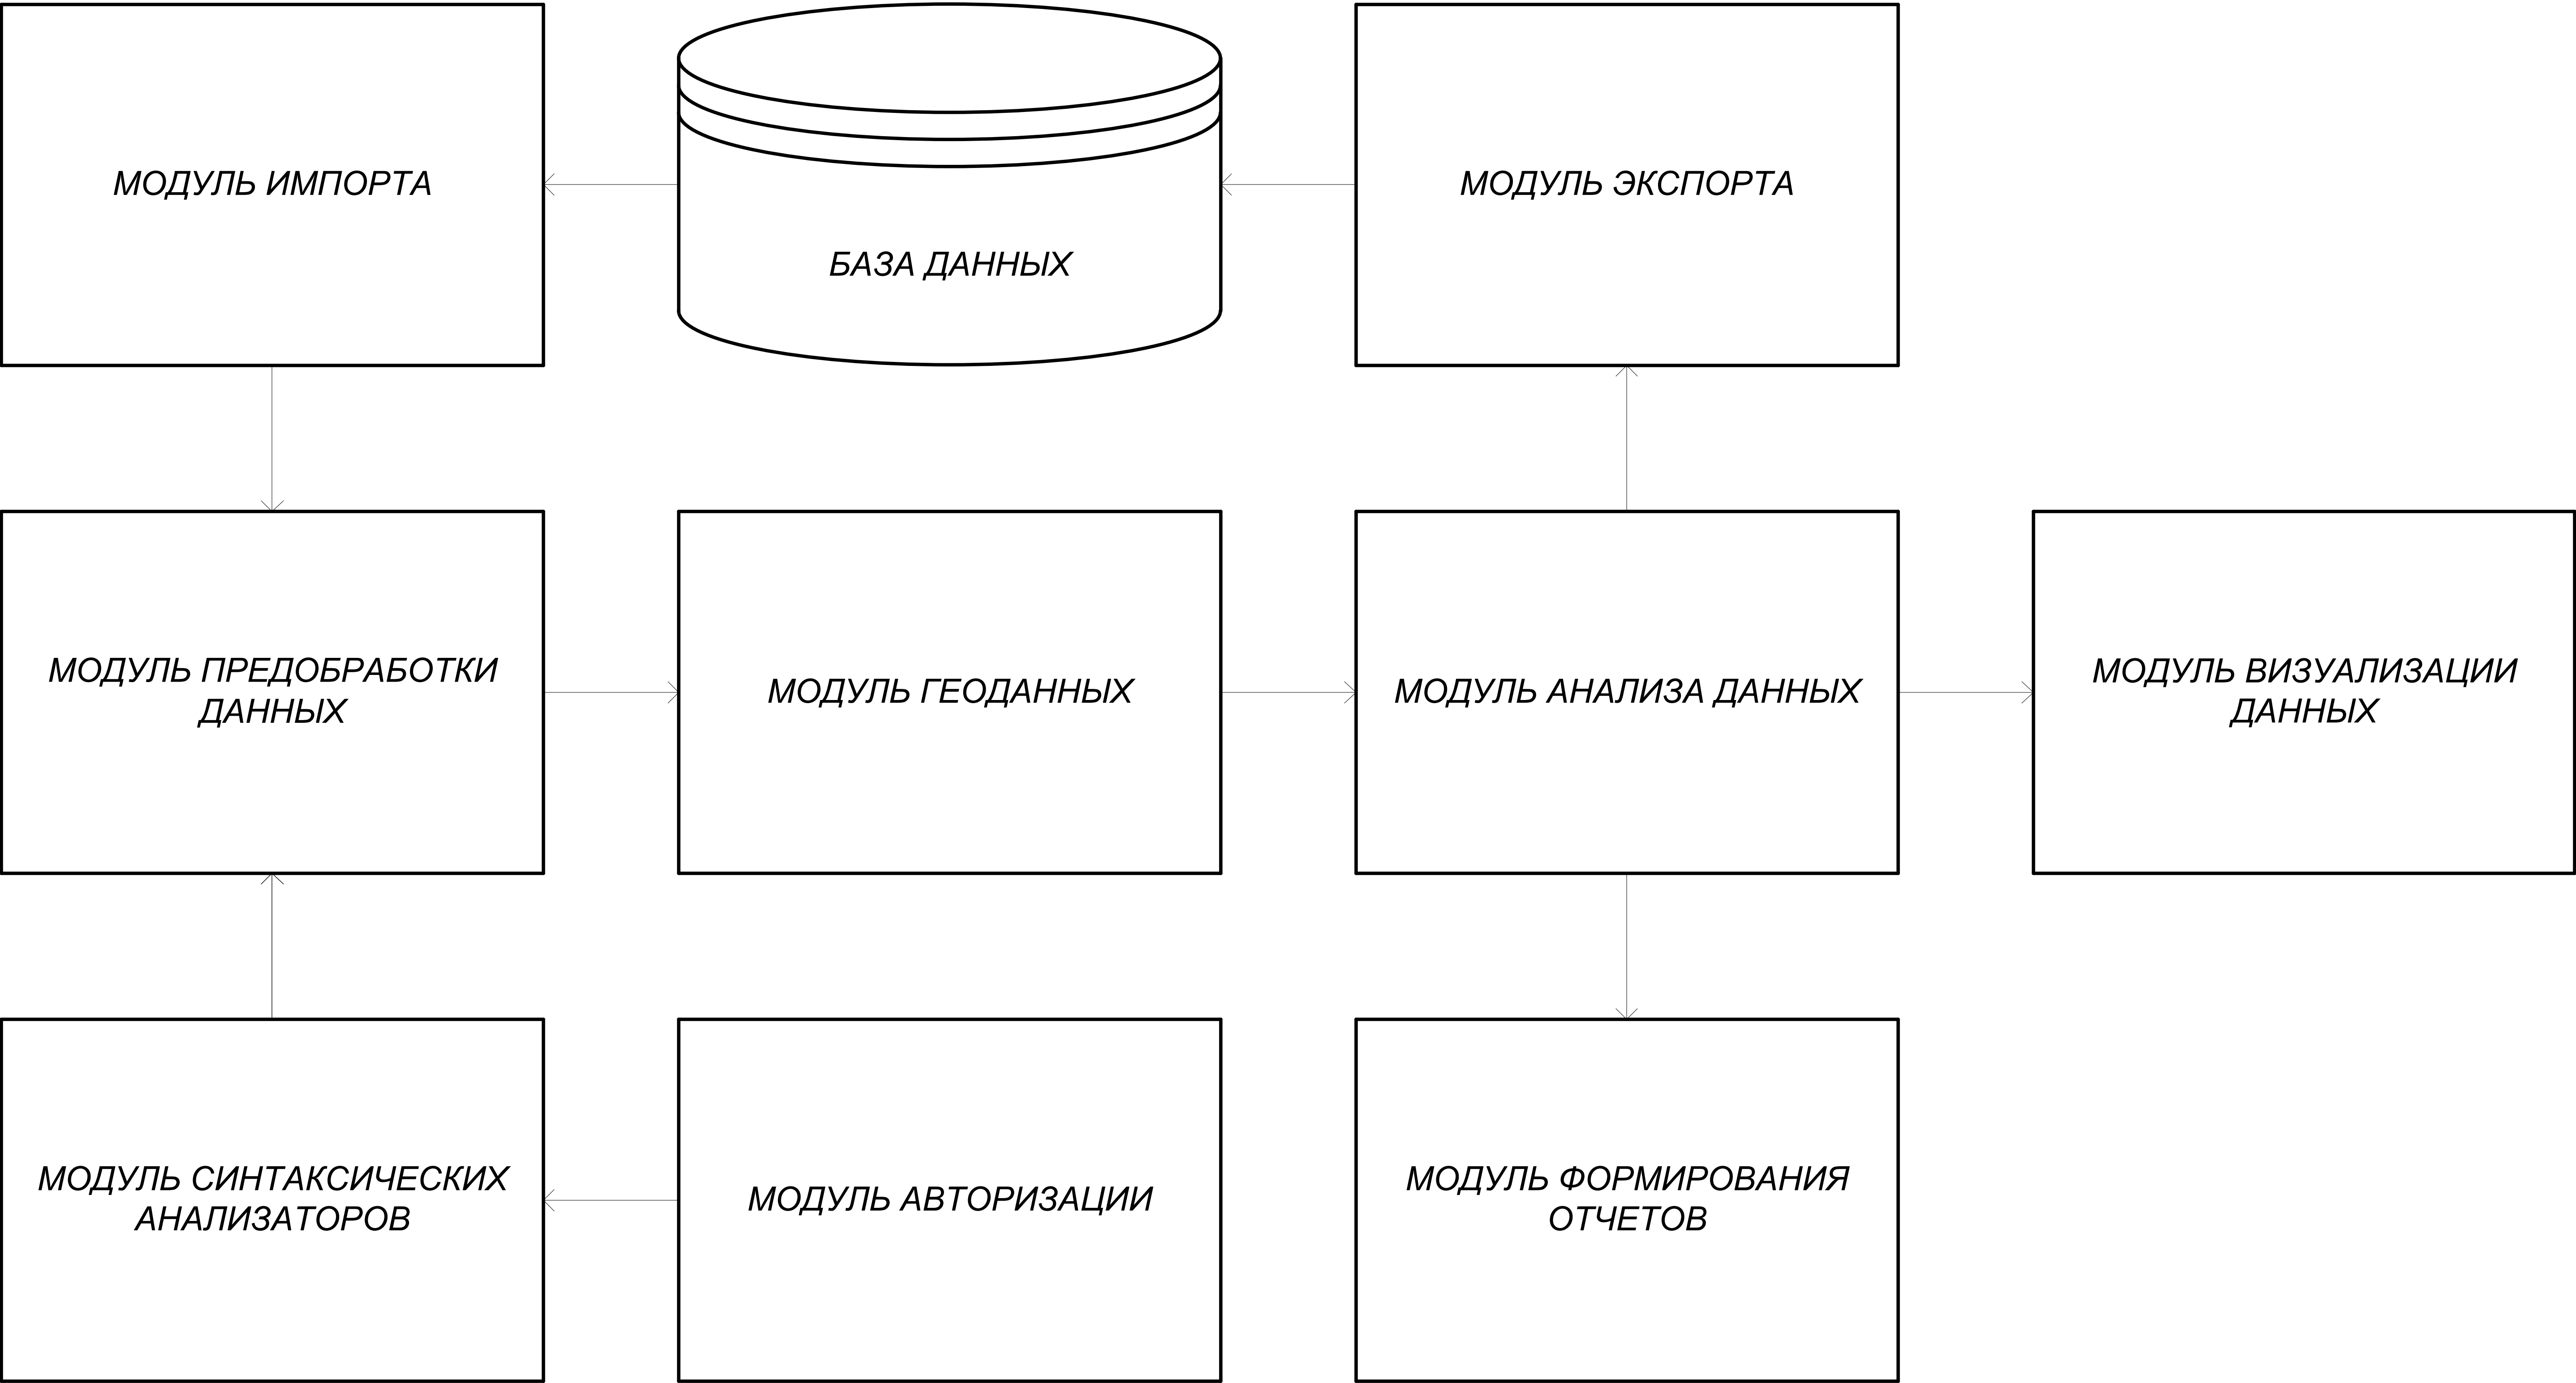 МОДУЛЬ ИМПОРТА
БАЗА ДАННЫХ
МОДУЛЬ ЭКСПОРТА
МОДУЛЬ ПРЕДОБРАБОТКИ
ДАННЫХ
МОДУЛЬ ГЕОДАННЫХ
МОДУЛЬ АНАЛИЗА ДАННЫХ
МОДУЛЬ ВИЗУАЛИЗАЦИИ
ДАННЫХ
МОДУЛЬ СИНТАКСИЧЕСКИХ
АНАЛИЗАТОРОВ
МОДУЛЬ АВТОРИЗАЦИИ
МОДУЛЬ ФОРМИРОВАНИЯ
ОТЧЕТОВ